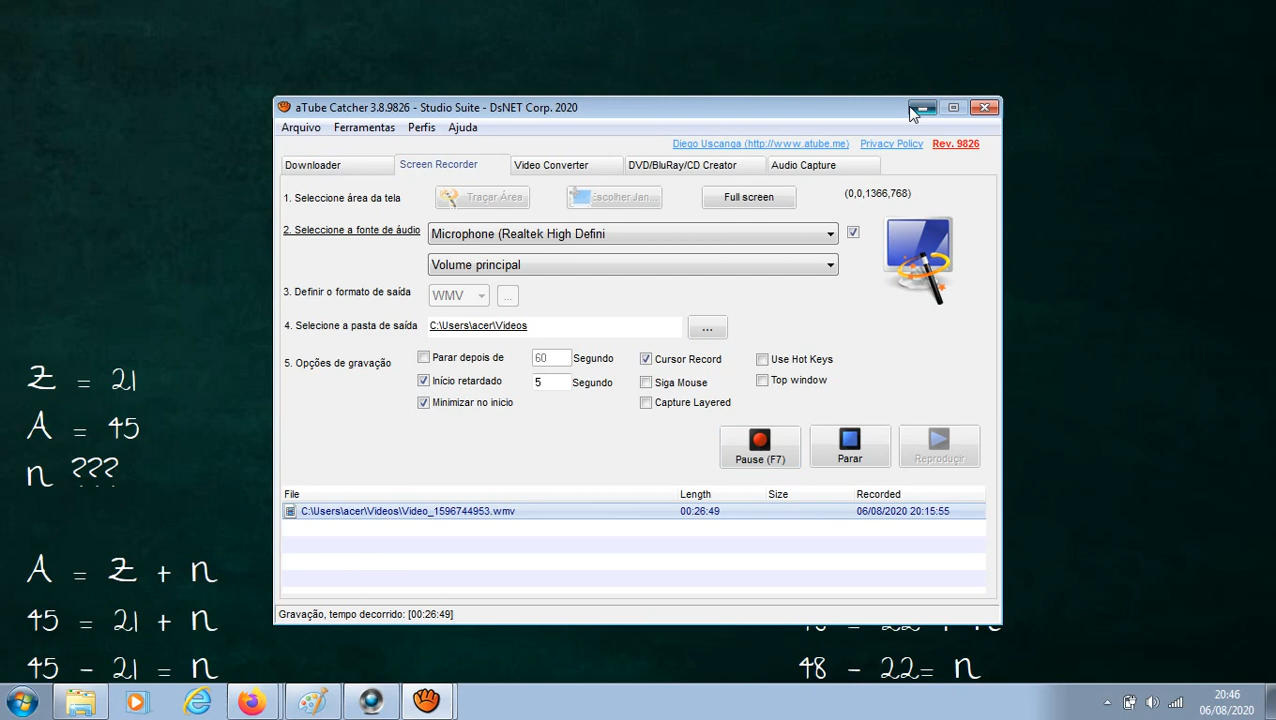 aTube Catcher 3.8.9826 - Studio Suite - DsNET Corp. 2020
Arquivo Ferramentas Perfis Ajuda
Diego Uscanga (http://www.atube.me) Privacy Policy Rev. 9826
Downloader Screen Recorder Video Converter DVD/BluRay/CD Creator Audio Capture
1. Seleccione área da tela Traçar Área Escolher Jan... Full screen (0,0,1366,768)
2. Seleccione a fonte de áudio Microphone (Realtek High Defini
Volume principal
3. Definir o formato de saída WMV ...
4. Selecione a pasta de saída C:\Users\acer\Videos ...
5. Opções de gravação Parar depois de 60 Segundo Cursor Record Use Hot Keys
Início retardado 5 Segundo Siga Mouse Top window
Minimizar no inicio Capture Layered
Pause (F7) Parar Reproduçir
File Length Size Recorded
C:\Users\acer\Videos\Video_1596744953.wmv 00:26:49 06/08/2020 20:15:55
Gravação, tempo decorrido: [00:26:49]
Z = 21
A = 45
n ???
A = Z + n
45 = 21 + n
45 - 21 = n
48 - 22 = n
20:46
06/08/2020